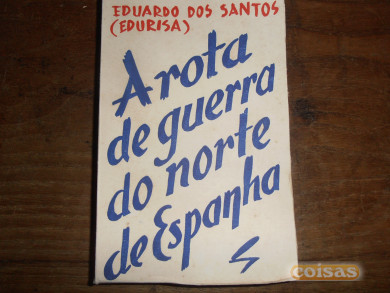 EDUARDO DOS SANTOS
(EDURISA)
A rota
de guerra
do norte
de Espanha
coisas